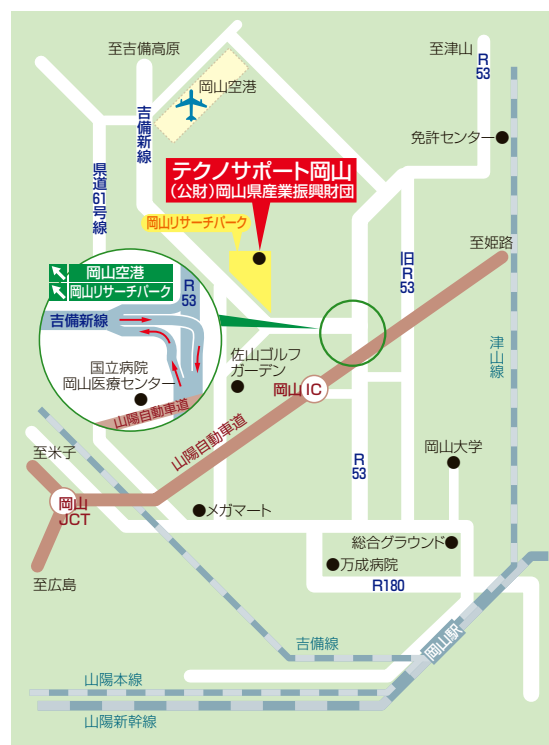 至吉備高原
至津山
R
53
岡山空港
吉備新線
免許センター
県道61号線
テクノサポート岡山
(公財)岡山県産業振興財団
岡山リサーチパーク
至姫路
旧R53
岡山空港
岡山リサーチパーク
R
53
吉備新線
津山線
国立病院
岡山医療センター
山陽自動車道
佐山ゴルフ
ガーデン
岡山IC
山陽自動車道
至米子
R
53
岡山大学
岡山
JCT
メガマート
総合グラウンド
万成病院
至広島
R180
吉備線
岡山駅
山陽本線
山陽新幹線